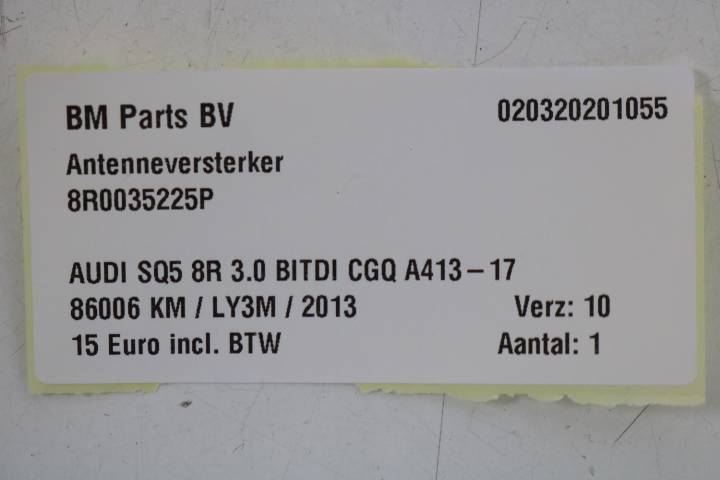 BM Parts BV 020320201055
Antenneversterker
8R0035225P
AUDI SQ5 8R 3.0 BITDI CGQ A413-17
86006 KM / LY3M / 2013 Verz: 10
15 Euro incl. BTW Aantal: 1